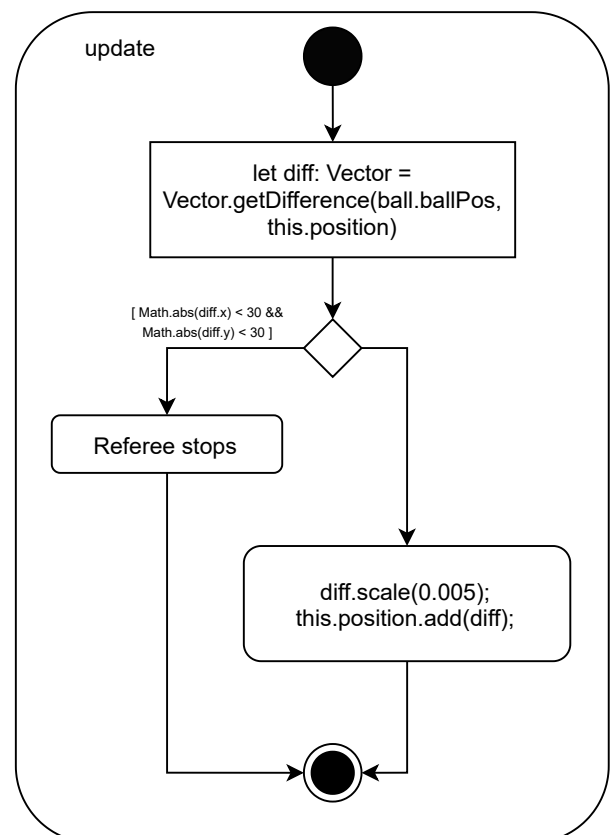 update
let diff: Vector =
Vector.getDifference(ball.ballPos,
this.position)
[ Math.abs(diff.x) < 30 &&
Math.abs(diff.y) < 30 ]
Referee stops
diff.scale(0.005);
this.position.add(diff);